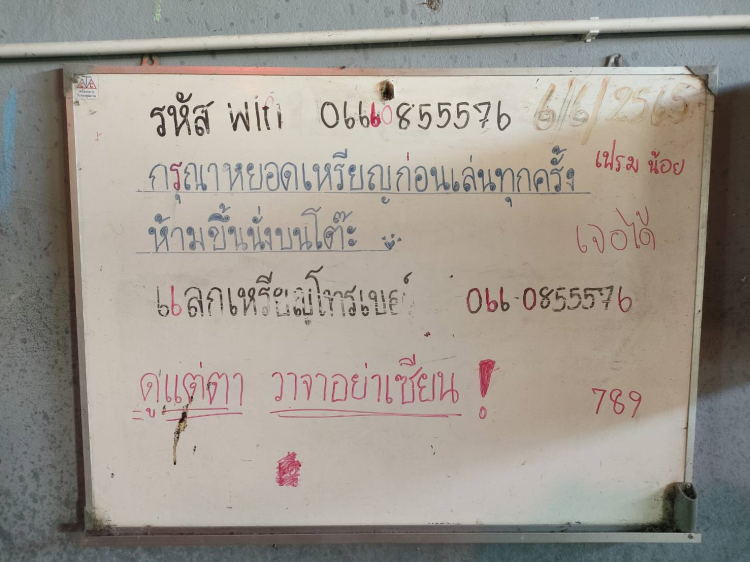 รหัส wifi 0660855576 6/6/2565
กรุณาหยอดเหรียญก่อนเล่นทุกครั้ง เปรม น้อย
ห้ามขึ้นนั่งบนโต๊ะ เจอได้
แลกเหรียญโทรเบอร์ 066-0855576
ดูแต่ตา วาจาอย่าเซียน ! 789